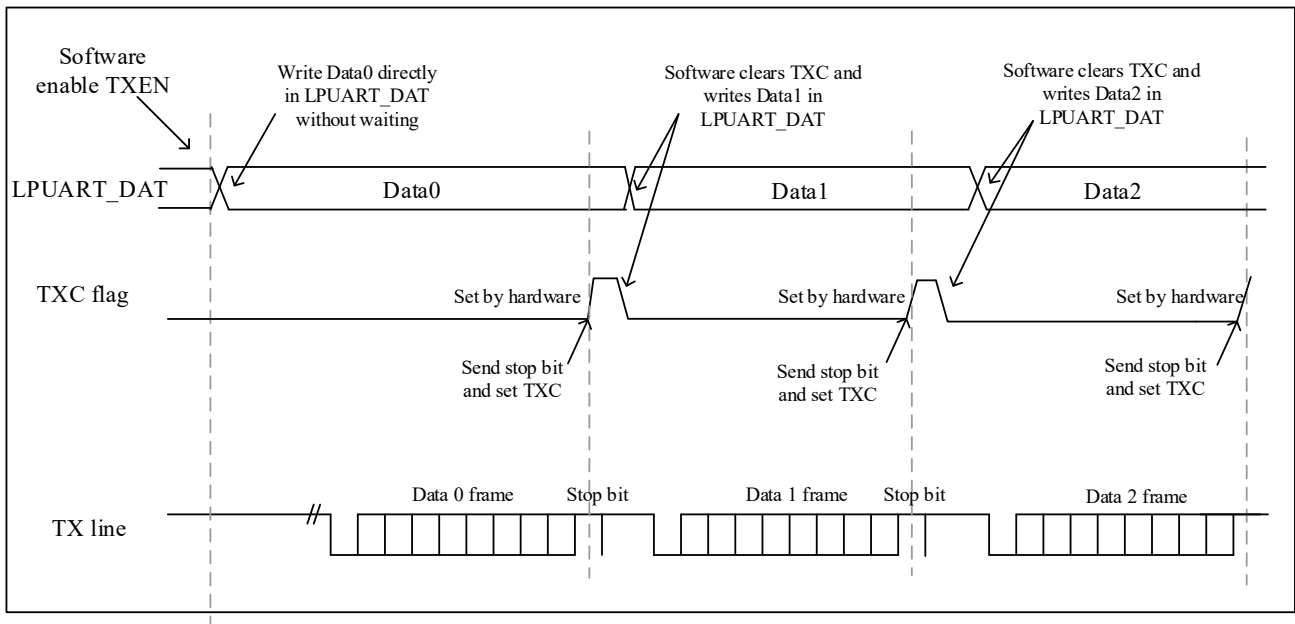 Software
enable TXEN
Write Data0 directly
in LPUART_DAT
without waiting
Software clears TXC and
writes Data1 in
LPUART_DAT
Software clears TXC and
writes Data2 in
LPUART_DAT
LPUART_DAT
Data0
Data1
Data2
TXC flag
Set by hardware
Set by hardware
Set by hardware
Send stop bit
and set TXC
Send stop bit
and set TXC
Send stop bit
and set TXC
Data 0 frame
Stop bit
Data 1 frame
Stop bit
Data 2 frame
TX line